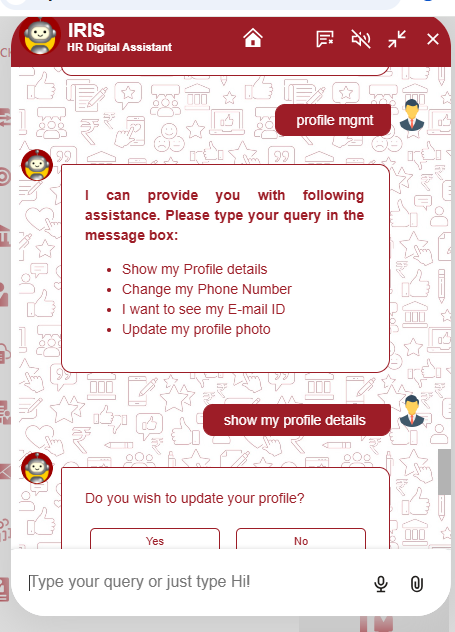 IRIS
HR Digital Assistant
profile mgmt
I can provide you with following
assistance. Please type your query in the
message box:
Show my Profile details
Change my Phone Number
I want to see my E-mail ID
Update my profile photo
show my profile details
Do you wish to update your profile?
Yes No
Type your query or just type Hi!